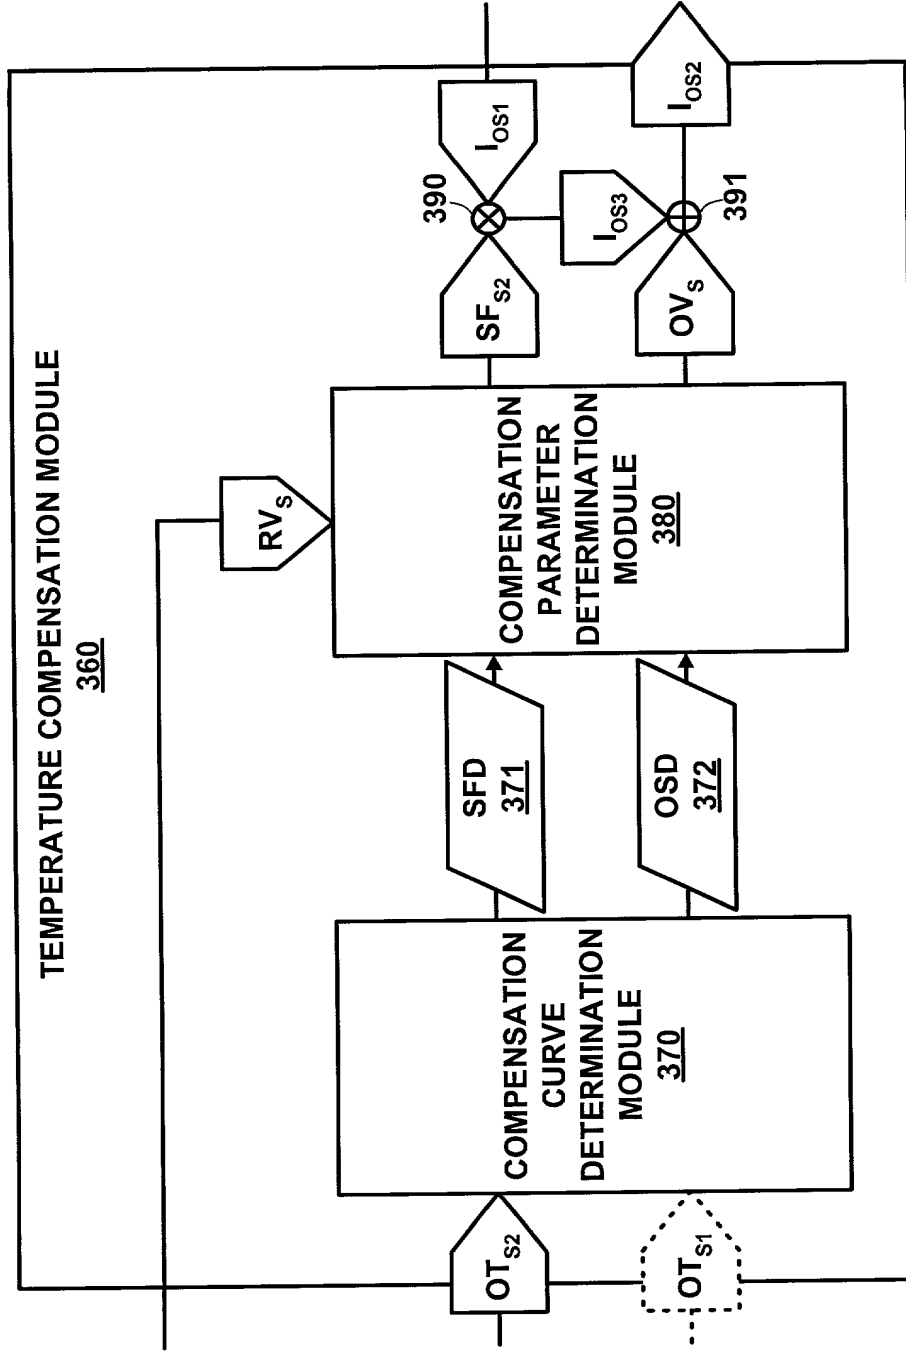 TEMPERATURE COMPENSATION MODULE
360
OT_S2
OT_S1
COMPENSATION
CURVE
DETERMINATION
MODULE
370
SFD
371
OSD
372
RV_S
COMPENSATION
PARAMETER
DETERMINATION
MODULE
380
SF_S2
OV_S
390
I_OS3
391
I_OS1
I_OS2